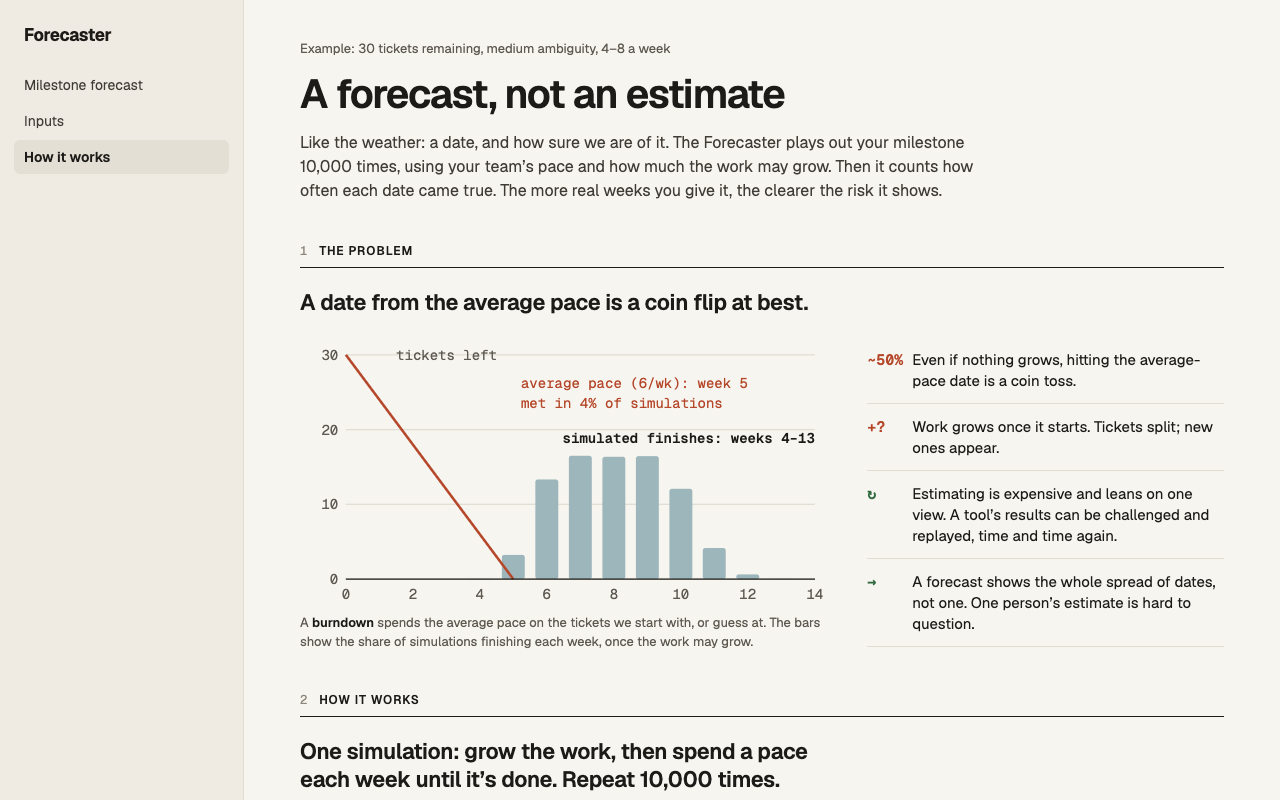 Forecaster
Milestone forecast
Inputs
How it works
Example: 30 tickets remaining, medium ambiguity, 4–8 a week
A forecast, not an estimate
Like the weather: a date, and how sure we are of it. The Forecaster plays out your milestone
10,000 times, using your team’s pace and how much the work may grow. Then it counts how
often each date came true. The more real weeks you give it, the clearer the risk it shows.
1 THE PROBLEM
A date from the average pace is a coin flip at best.
30
tickets left
average pace (6/wk): week 5
met in 4% of simulations
20
simulated finishes: weeks 4–13
10
0
0 2 4 6 8 10 12 14
A burndown spends the average pace on the tickets we start with, or guess at. The bars
show the share of simulations finishing each week, once the work may grow.
~50% Even if nothing grows, hitting the average-
pace date is a coin toss.
+? Work grows once it starts. Tickets split; new
ones appear.
↻ Estimating is expensive and leans on one
view. A tool’s results can be challenged and
replayed, time and time again.
→ A forecast shows the whole spread of dates,
not one. One person’s estimate is hard to
question.
2 HOW IT WORKS
One simulation: grow the work, then spend a pace
each week until it’s done. Repeat 10,000 times.